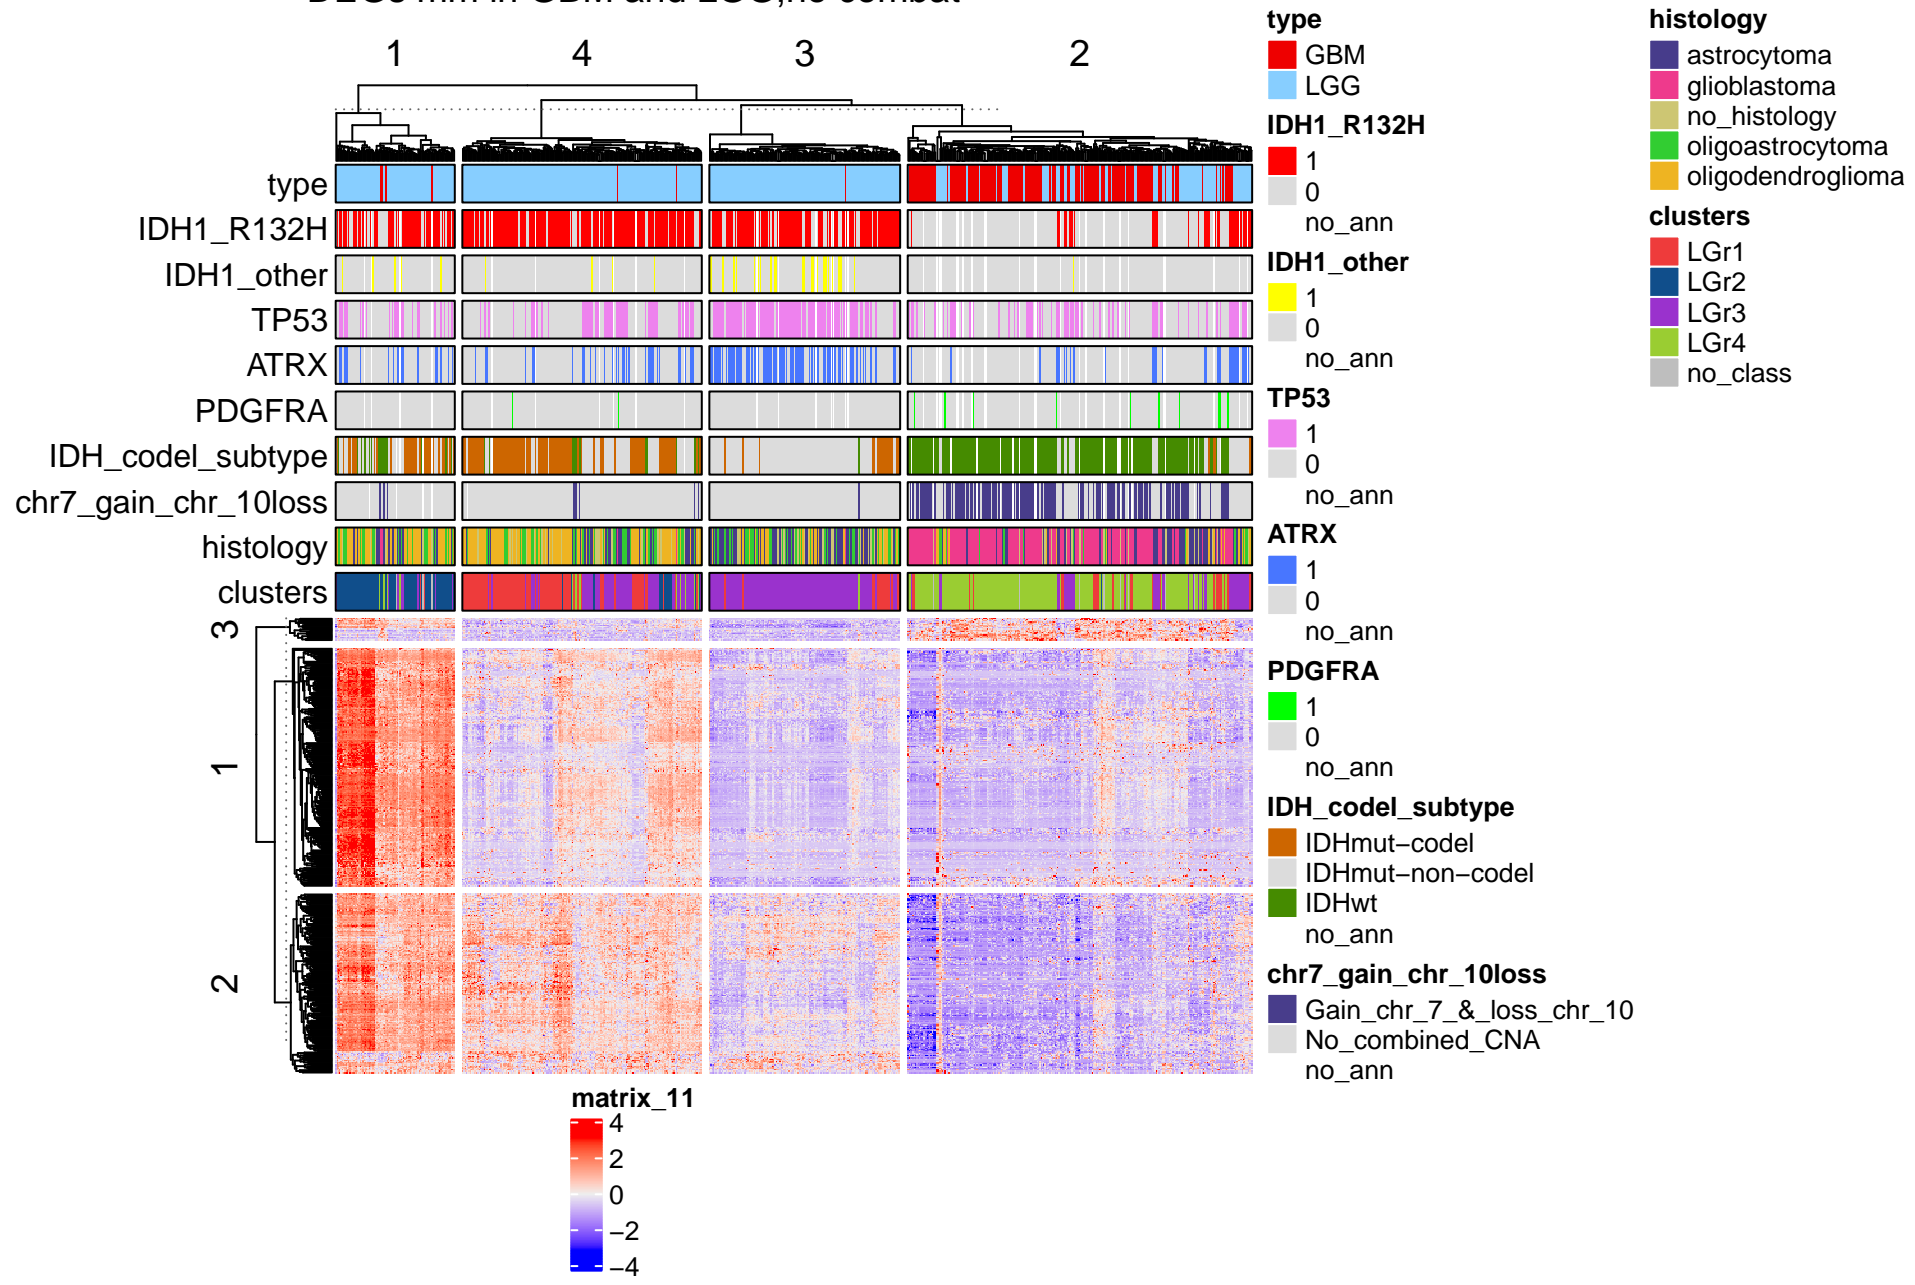 1 4 3 2
type
IDH1_R132H
IDH1_other
TP53
ATRX
PDGFRA
IDH_codel_subtype
chr7_gain_chr_10loss
histology
clusters
3
1
2
matrix_11
4
2
0
−2
−4
type
GBM
LGG
IDH1_R132H
1
0
no_ann
IDH1_other
1
0
no_ann
TP53
1
0
no_ann
ATRX
1
0
no_ann
PDGFRA
1
0
no_ann
IDH_codel_subtype
IDHmut−codel
IDHmut−non−codel
IDHwt
no_ann
chr7_gain_chr_10loss
Gain_chr_7_&_loss_chr_10
No_combined_CNA
no_ann
histology
astrocytoma
glioblastoma
no_histology
oligoastrocytoma
oligodendroglioma
clusters
LGr1
LGr2
LGr3
LGr4
no_class